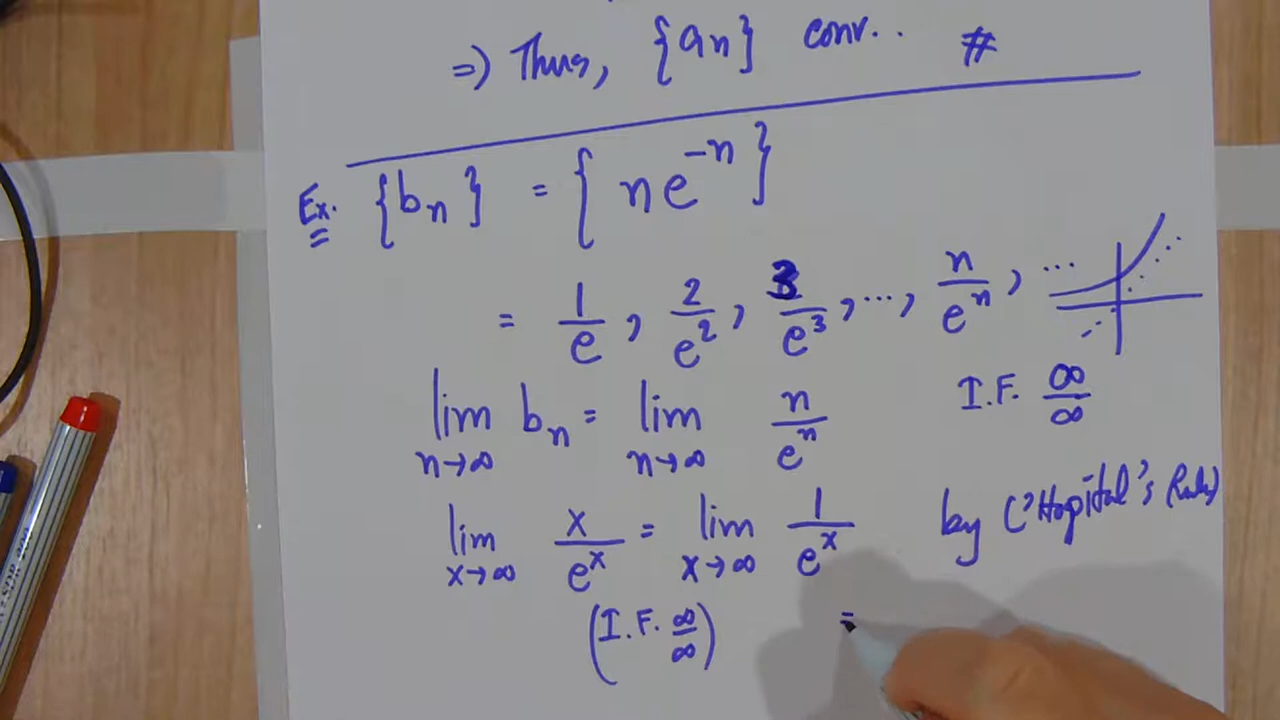 => Thus, {an} conv.. #
Ex. {bn} = { ne^-n }
= 1/e , 2/e^2 , 3/e^3 , ..., n/e^n , ...
lim n→∞ bn = lim n→∞ n/e^n I.F. ∞/∞
lim x→∞ x/e^x = lim x→∞ 1/e^x by L'Hopital's Rule)
(I.F. ∞/∞) =